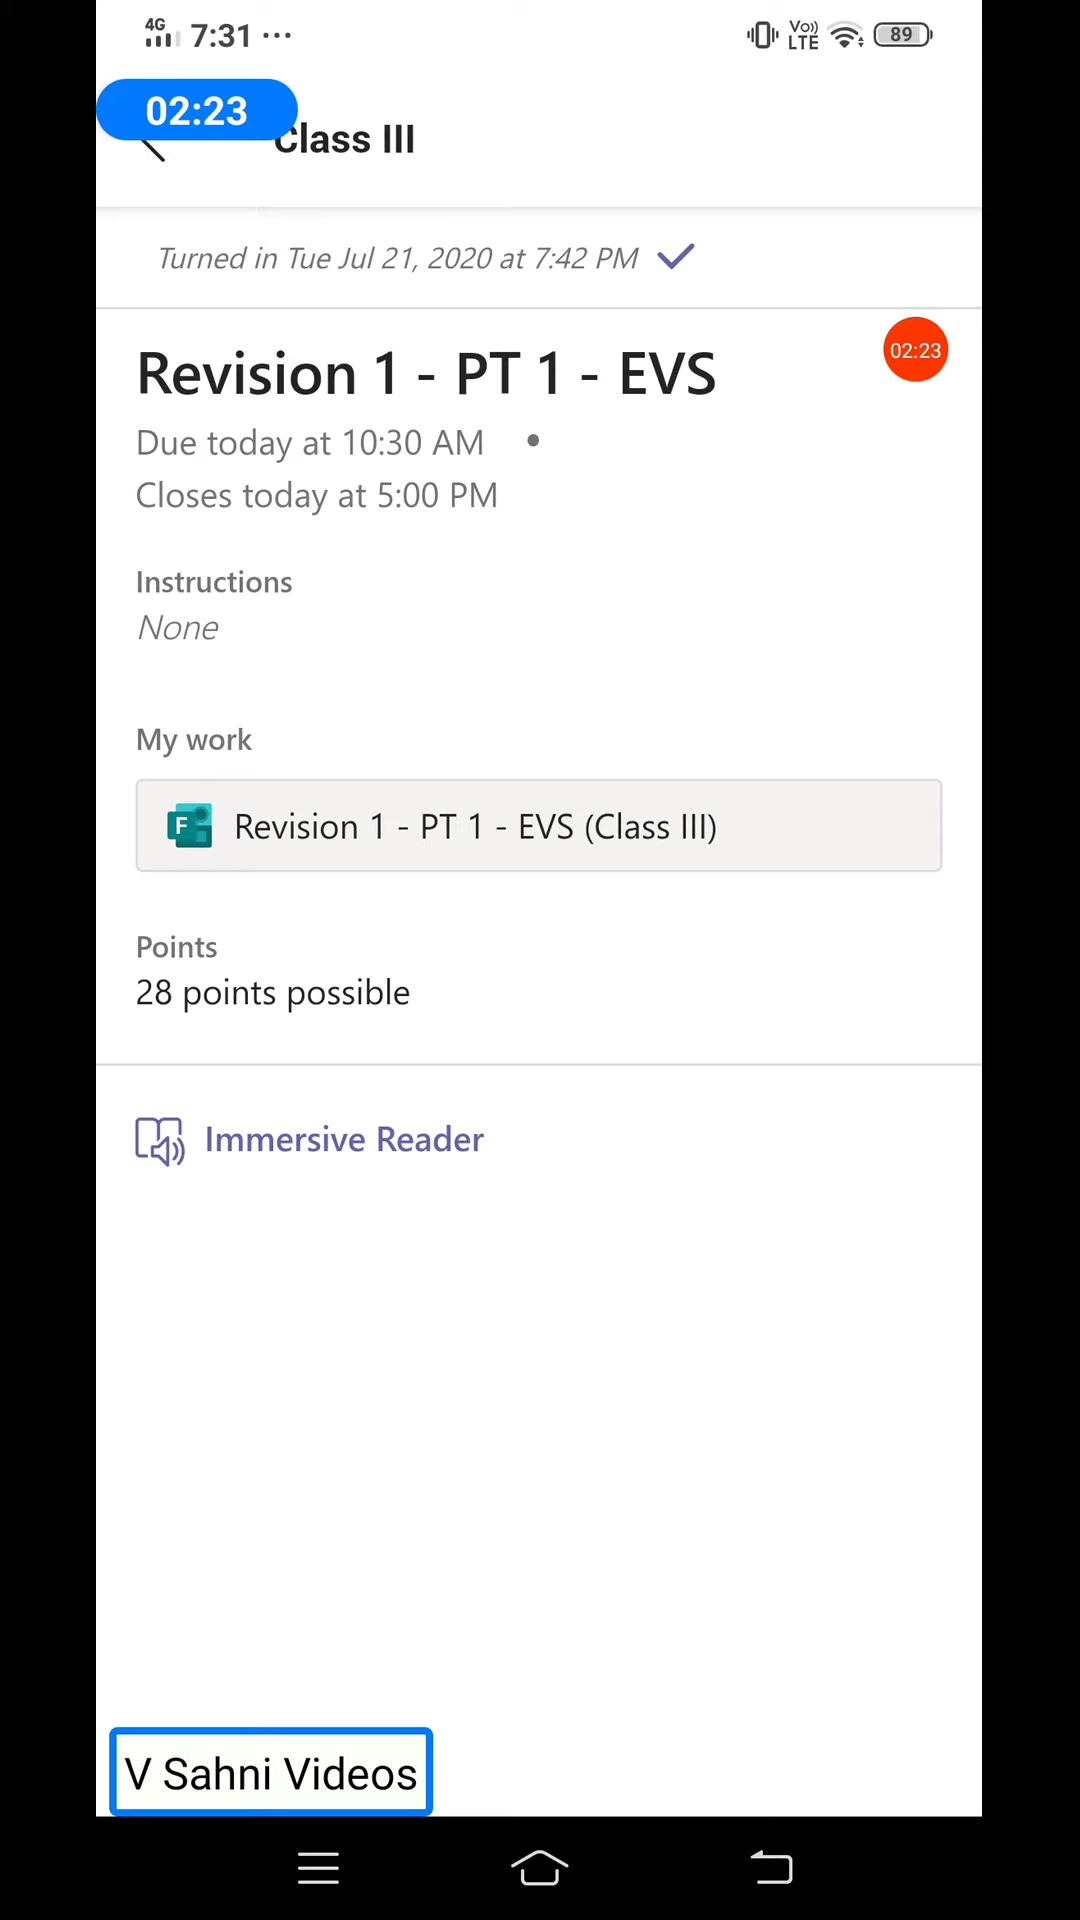 4G 7:31 ... Vo)) LTE 89
02:23
Class III
Turned in Tue Jul 21, 2020 at 7:42 PM
02:23
Revision 1 - PT 1 - EVS
Due today at 10:30 AM •
Closes today at 5:00 PM
Instructions
None
My work
F Revision 1 - PT 1 - EVS (Class III)
Points
28 points possible
Immersive Reader
V Sahni Videos